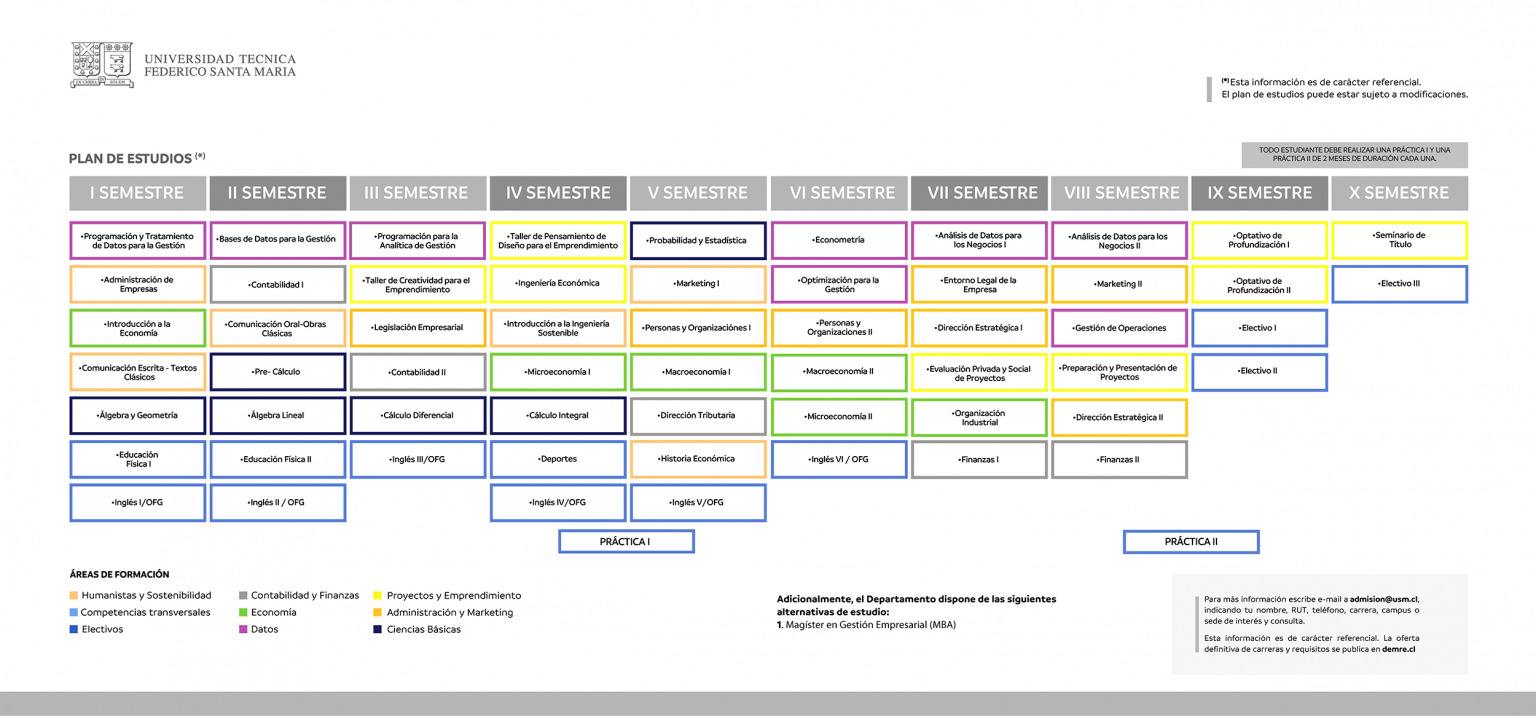 UNIVERSIDAD TECNICA
FEDERICO SANTA MARIA
(*)Esta información es de carácter referencial.
El plan de estudios puede estar sujeto a modificaciones.
PLAN DE ESTUDIOS (*)
TODO ESTUDIANTE DEBE REALIZAR UNA PRÁCTICA I Y UNA
PRÁCTICA II DE 2 MESES DE DURACIÓN CADA UNA.
I SEMESTRE
•Programación y Tratamiento
de Datos para la Gestión
•Administración de
Empresas
•Introducción a la
Economía
•Comunicación Escrita - Textos
Clásicos
•Álgebra y Geometría
•Educación
Física I
•Inglés I/OFG
II SEMESTRE
•Bases de Datos para la Gestión
•Contabilidad I
•Comunicación Oral-Obras
Clásicas
•Pre- Cálculo
•Álgebra Lineal
•Educación Física II
•Inglés II / OFG
III SEMESTRE
•Programación para la
Analítica de Gestión
•Taller de Creatividad para el
Emprendimiento
•Legislación Empresarial
•Contabilidad II
•Cálculo Diferencial
•Inglés III/OFG
IV SEMESTRE
•Taller de Pensamiento de
Diseño para el Emprendimiento
•Ingeniería Económica
•Introducción a la Ingeniería
Sostenible
•Microeconomía I
•Cálculo Integral
•Deportes
•Inglés IV/OFG
V SEMESTRE
•Probabilidad y Estadística
•Marketing I
•Personas y Organizaciónes I
•Macroeconomía I
•Dirección Tributaria
•Historia Económica
•Inglés V/OFG
VI SEMESTRE
•Econometría
•Optimización para la
Gestión
•Personas y
Organizaciones II
•Macroeconomía II
•Microeconomía II
•Inglés VI / OFG
VII SEMESTRE
•Análisis de Datos para
los Negocios I
•Entorno Legal de la
Empresa
•Dirección Estratégica I
•Evaluación Privada y Social
de Proyectos
•Organización
Industrial
•Finanzas I
VIII SEMESTRE
•Análisis de Datos para los
Negocios II
•Marketing II
•Gestión de Operaciones
•Preparación y Presentación de
Proyectos
•Dirección Estratégica II
•Finanzas II
IX SEMESTRE
•Optativo de
Profundización I
•Optativo de
Profundización II
•Electivo I
•Electivo II
X SEMESTRE
•Seminario de
Título
•Electivo III
PRÁCTICA I
PRÁCTICA II
ÁREAS DE FORMACIÓN
Humanistas y Sostenibilidad
Competencias transversales
Electivos
Contabilidad y Finanzas
Economía
Datos
Proyectos y Emprendimiento
Administración y Marketing
Ciencias Básicas
Adicionalmente, el Departamento dispone de las siguientes
alternativas de estudio:
1. Magíster en Gestión Empresarial (MBA)
Para más información escribe e-mail a admision@usm.cl,
indicando tu nombre, RUT, teléfono, carrera, campus o
sede de interés y consulta.
Esta información es de carácter referencial. La oferta
definitiva de carreras y requisitos se publica en demre.cl